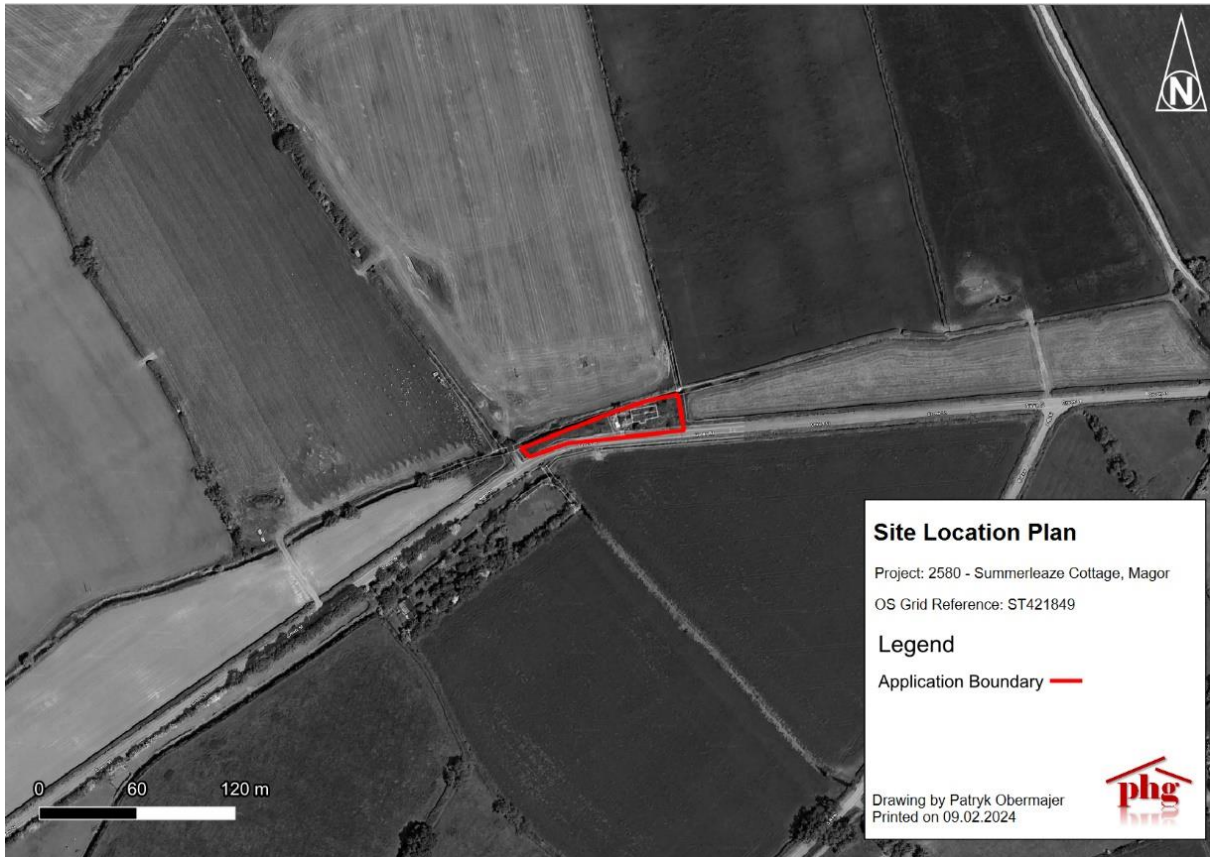 N
Site Location Plan
Project: 2580 - Summerleaze Cottage, Magor
OS Grid Reference: ST421849
Legend
Application Boundary
0 60 120 m
phg
Drawing by Patryk Obermajer
Printed on 09.02.2024